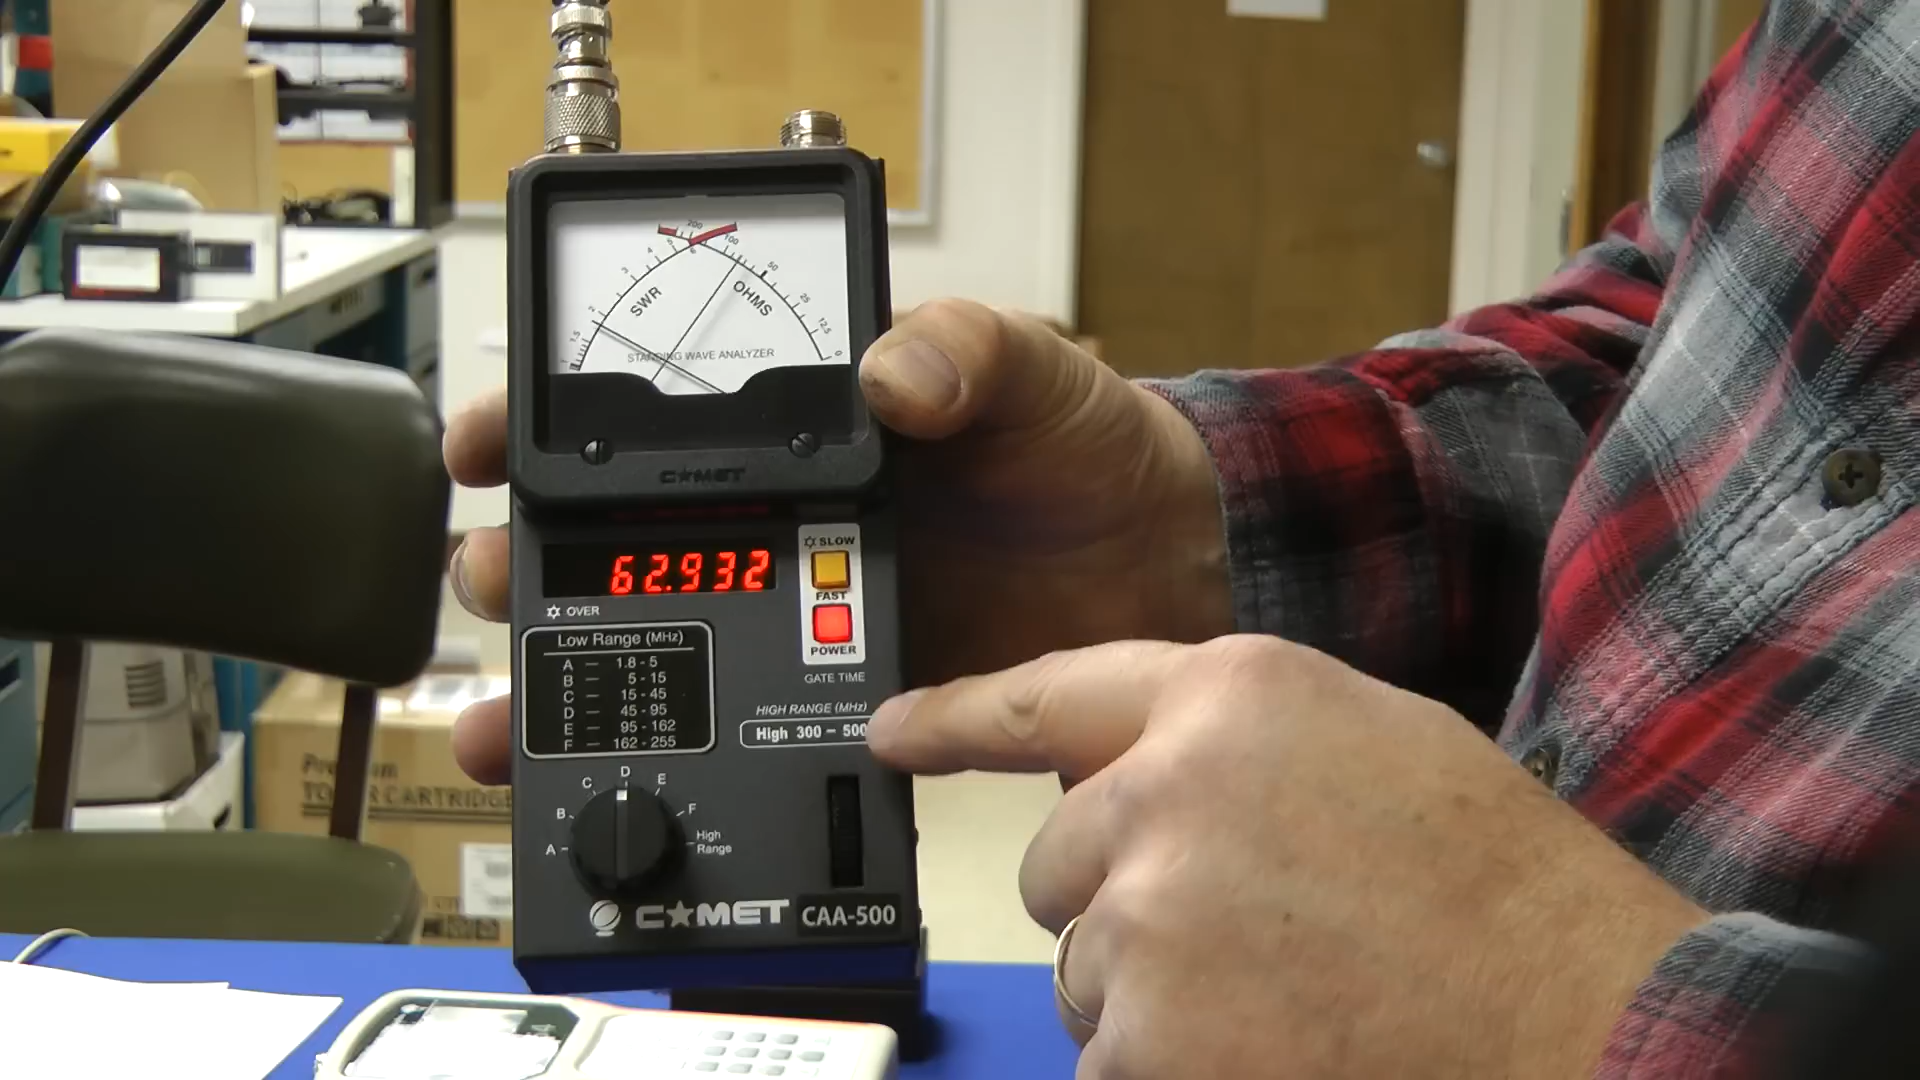 200
100
5
6
4
50
3
25
2
SWR
OHMS
12.5
1.5
0
1
STANDING WAVE ANALYZER
C★MET
62.932
SLOW
FAST
POWER
OVER
Low Range (MHz)
A — 1.8 - 5
B — 5 - 15
C — 15 - 45
D — 45 - 95
E — 95 - 162
F — 162 - 255
GATE TIME
HIGH RANGE (MHz)
High 300 – 500
D
C
E
B
F
A
High
Range
C★MET CAA-500